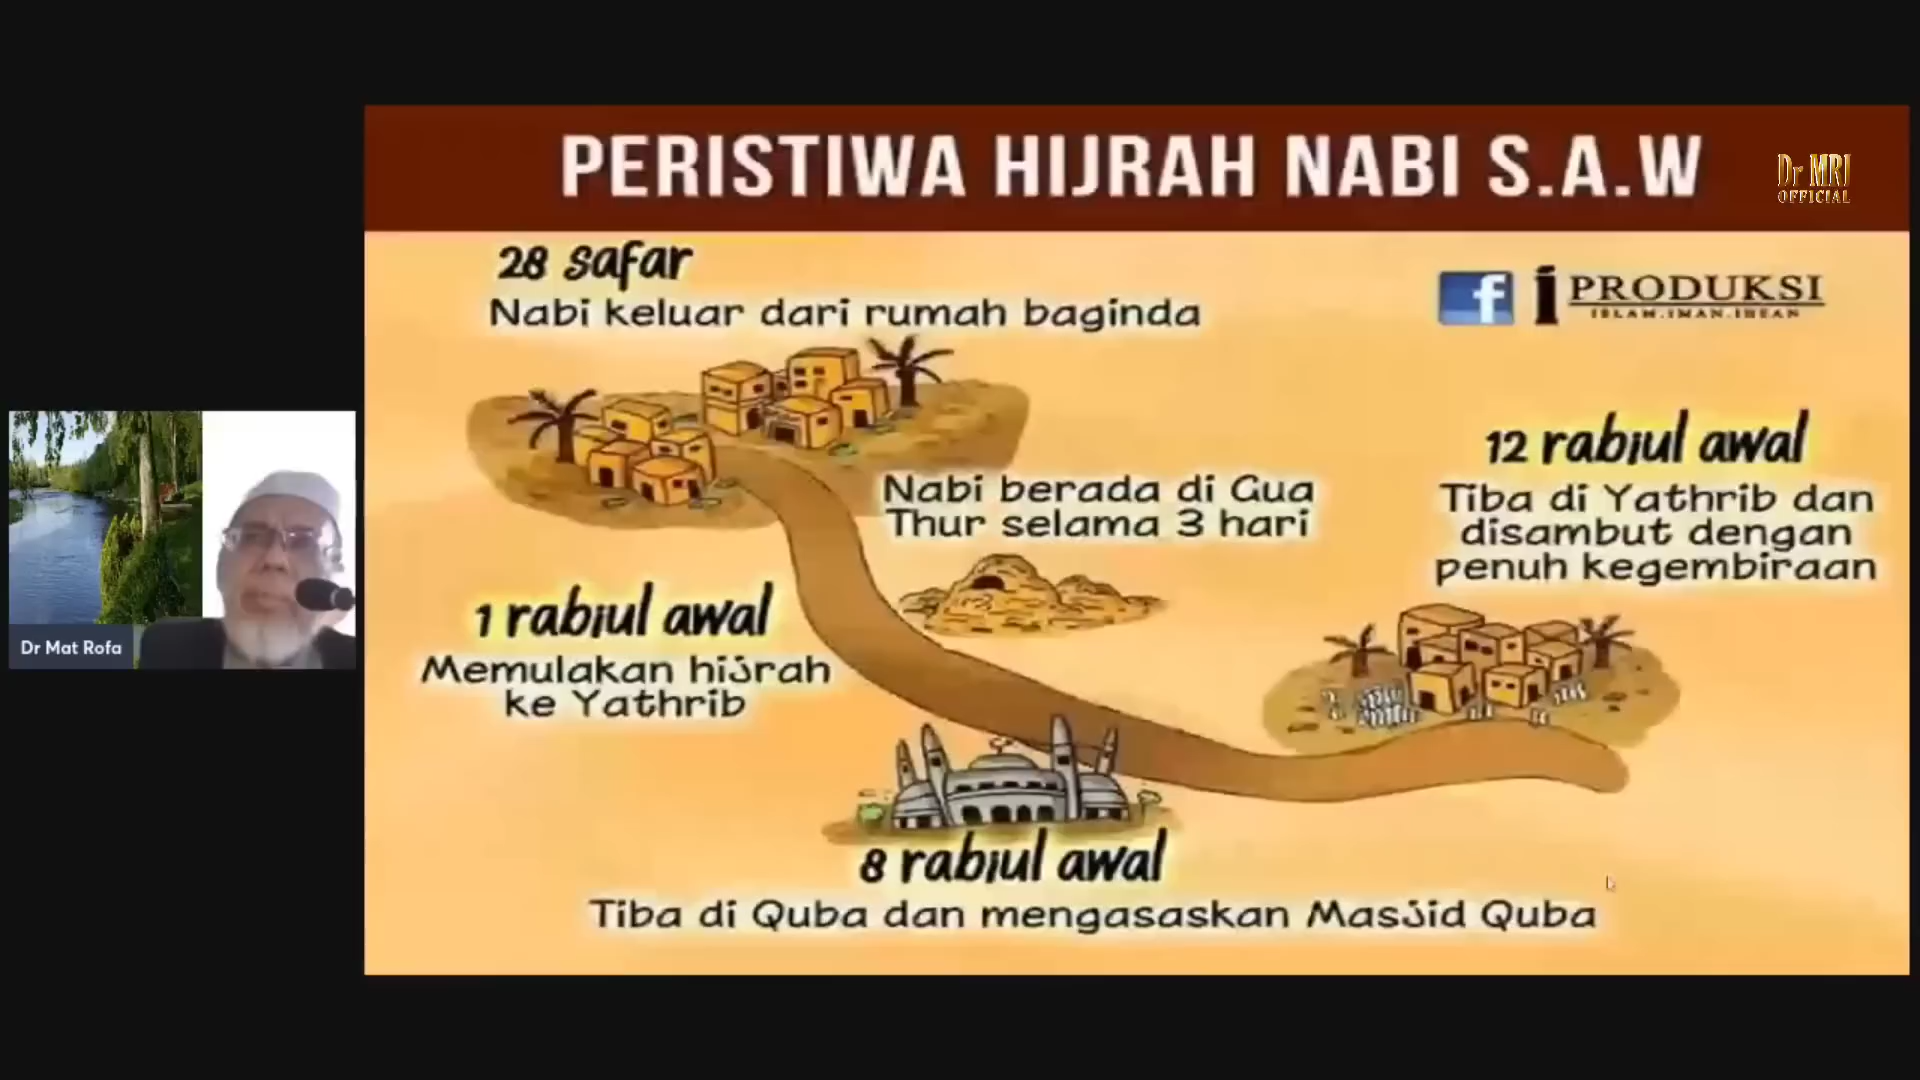 PERISTIWA HIJRAH NABI S.A.W
Dr MRI
OFFICIAL
28 safar
Nabi keluar dari rumah baginda
f
i PRODUKSI
ISLAM.IMAN.IHSAN
Nabi berada di Gua
Thur selama 3 hari
12 rabiul awal
Tiba di Yathrib dan
disambut dengan
penuh kegembiraan
1 rabiul awal
Memulakan hijrah
ke Yathrib
8 rabiul awal
Tiba di Quba dan mengasaskan Masjid Quba
Dr Mat Rofa